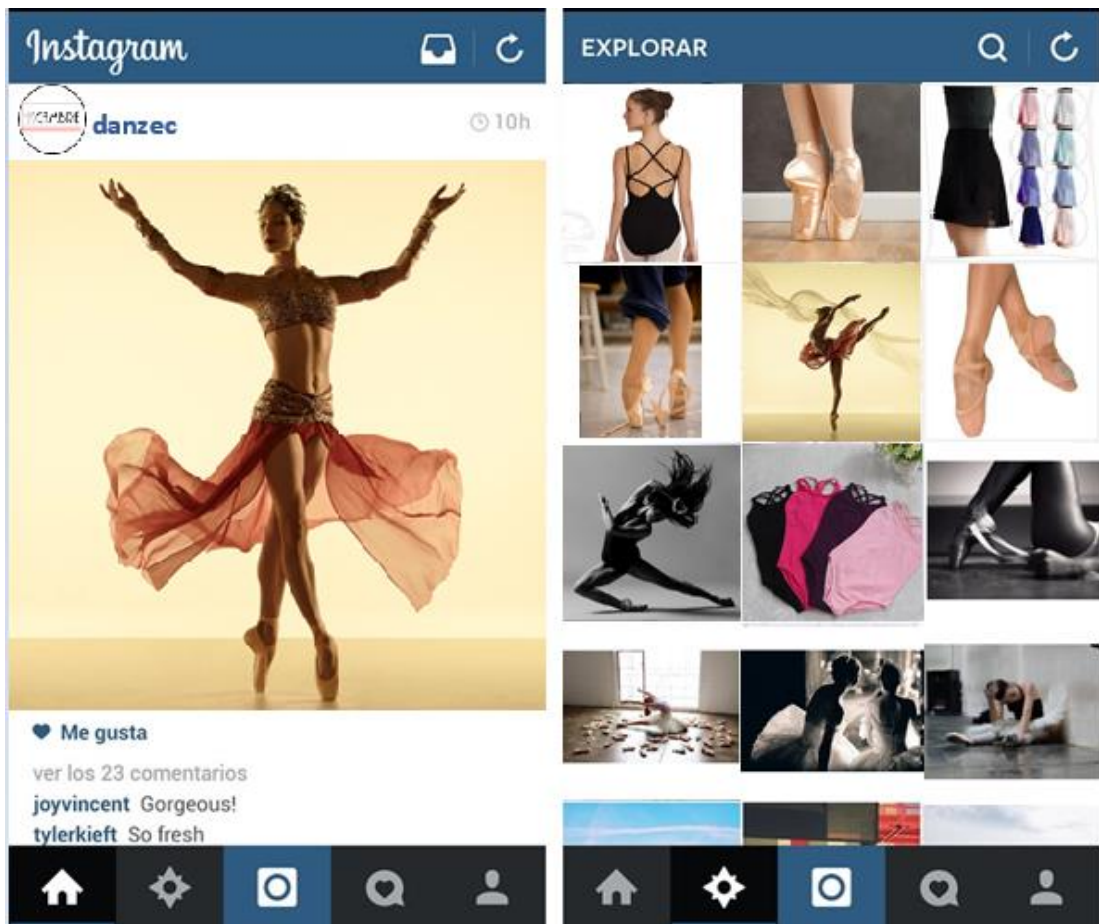 Instagram
danzec
10h
Me gusta
ver los 23 comentarios
joyvincent Gorgeous!
tylerkieft So fresh
EXPLORAR